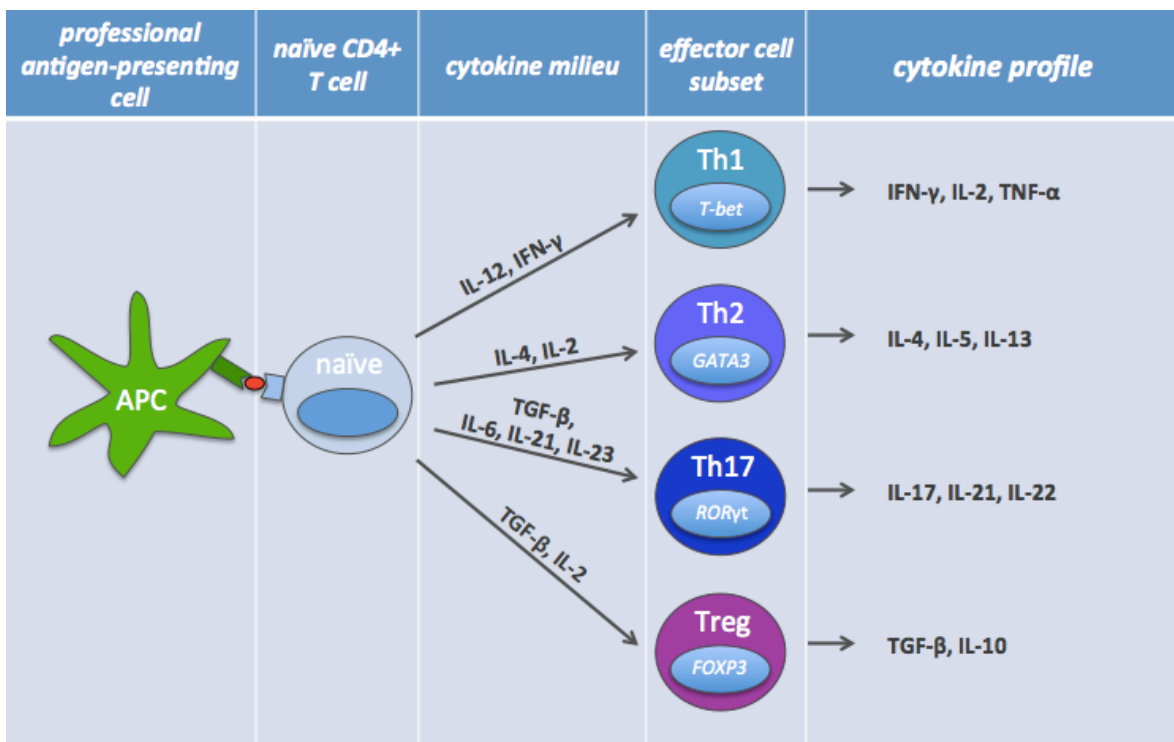 professional
antigen-presenting
cell
naïve CD4+
T cell
cytokine milieu
effector cell
subset
cytokine profile
APC
naïve
IL-12, IFN-γ
Th1
T-bet
IFN-γ, IL-2, TNF-α
IL-4, IL-2
Th2
GATA3
IL-4, IL-5, IL-13
TGF-β,
IL-6, IL-21, IL-23
Th17
RORγt
IL-17, IL-21, IL-22
TGF-β, IL-2
Treg
FOXP3
TGF-β, IL-10